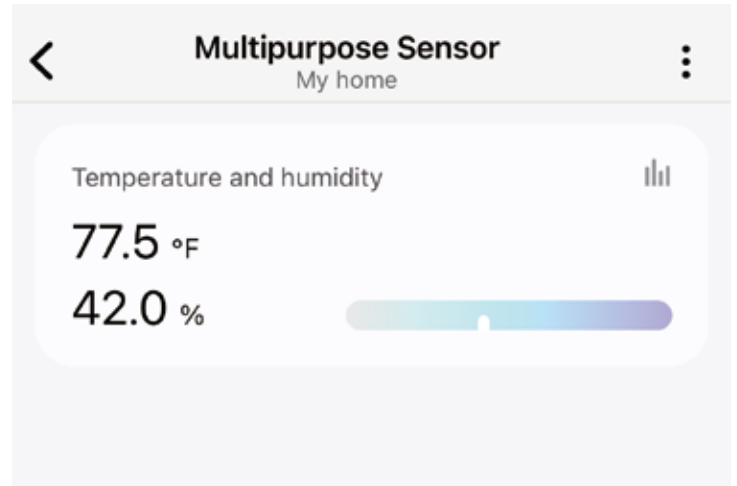 Multipurpose Sensor
My home
Temperature and humidity
77.5 °F
42.0 %